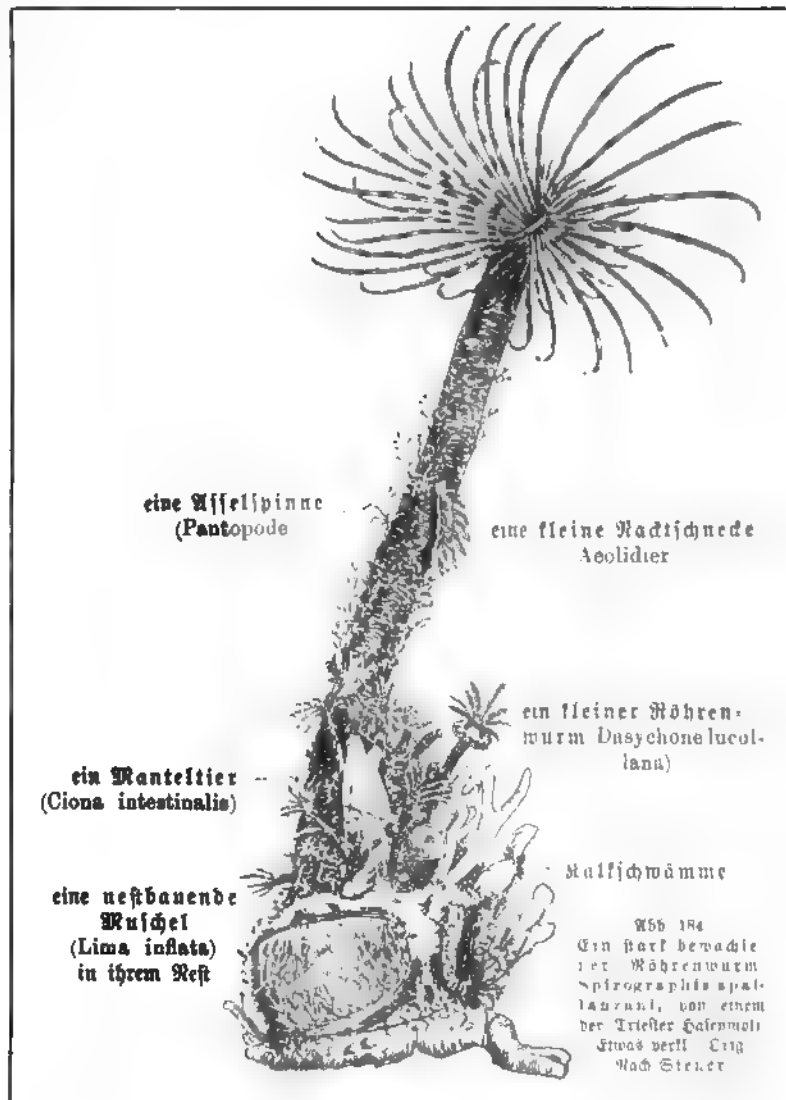 eine Asselspinne
(Pantopode
eine kleine Nacktschnecke
Aeolidier
ein kleiner Röhren=
wurm Dasychone lucul-
lana)
ein Manteltier
(Ciona intestinalis)
Kalkschwämme
eine nestbauende
Muschel
(Lima inflata)
in ihrem Nest
Abb 184
Ein stark bewachse
ner Röhrenwurm
Spirographis spal-
lanzani, von einem
der Triester Hafenmoli
Etwas verkl Orig
Nach Steuer